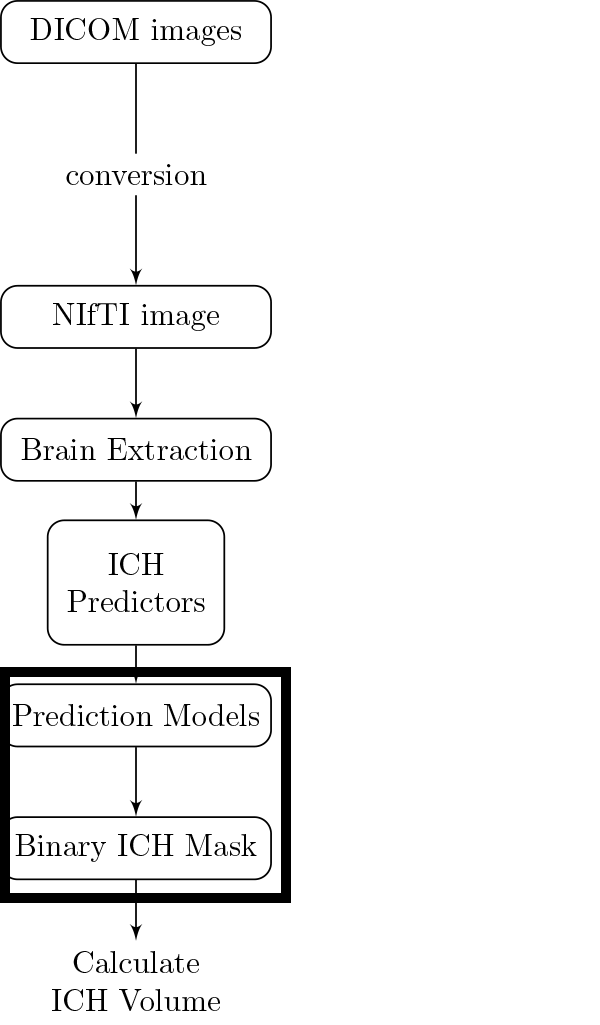 DICOM images
conversion
NIfTI image
Brain Extraction
ICH
Predictors
Prediction Models
Binary ICH Mask
Calculate
ICH Volume